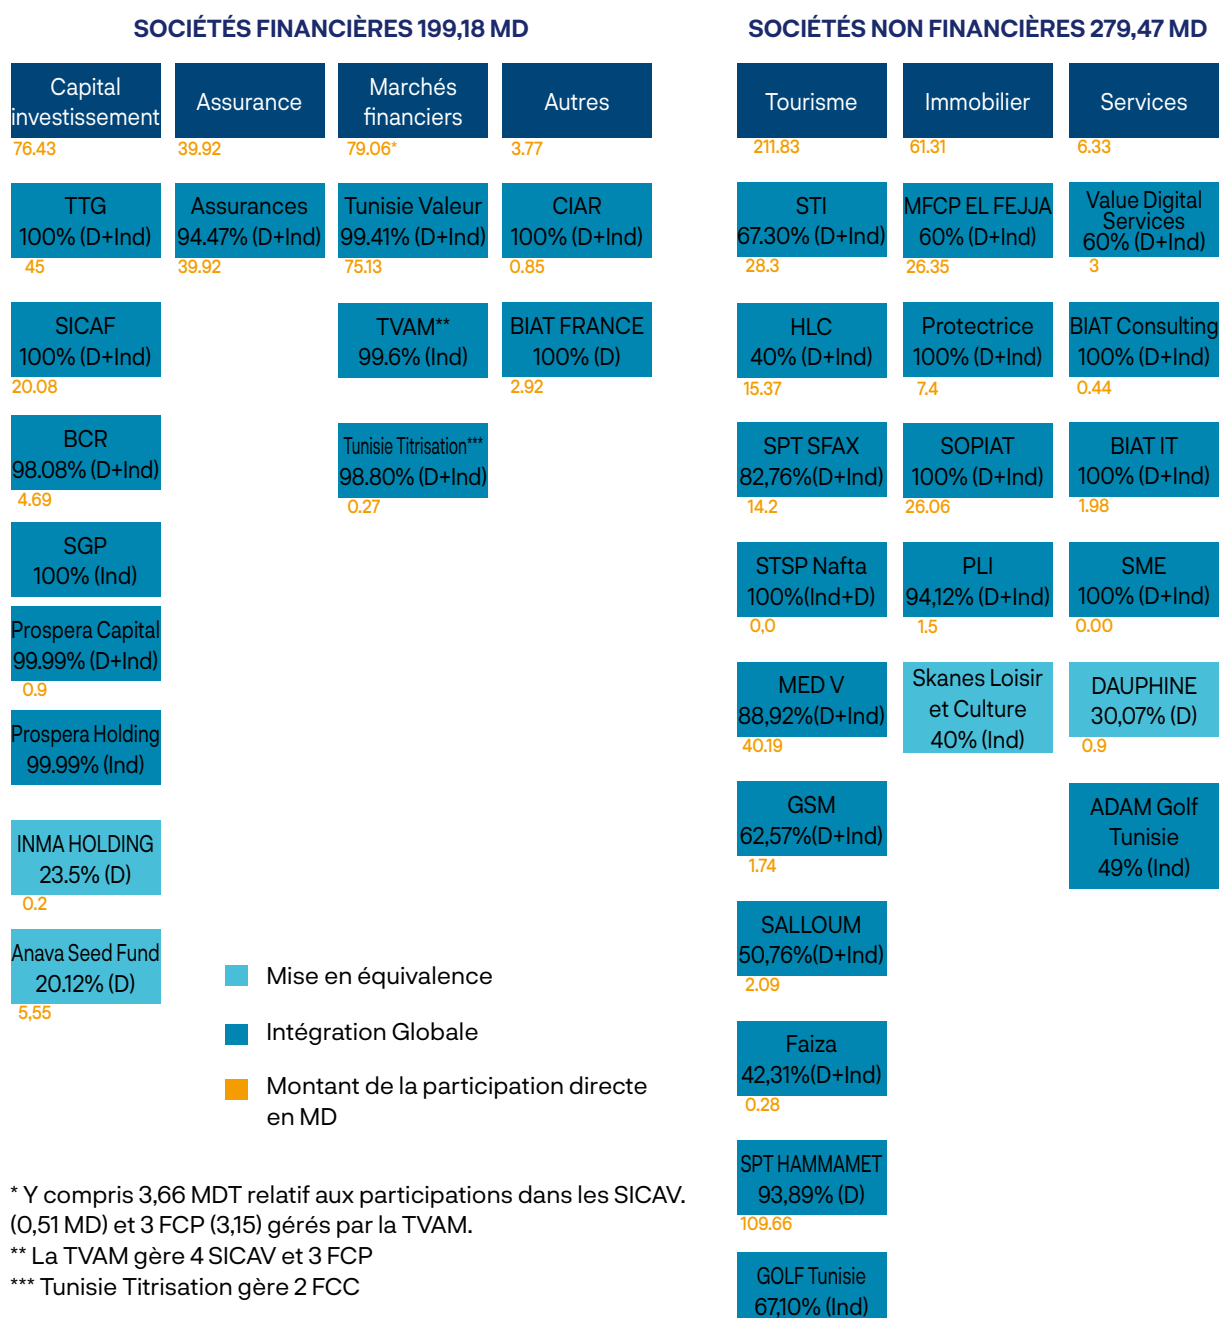 SOCIÉTÉS FINANCIÈRES 199,18 MD
Capital
investissement
76.43
TTG
100% (D+Ind)
45
SICAF
100% (D+Ind)
20.08
BCR
98.08% (D+Ind)
4.69
SGP
100% (Ind)
Prospera Capital
99.99% (D+Ind)
0.9
Prospera Holding
99.99% (Ind)
INMA HOLDING
23.5% (D)
0.2
Anava Seed Fund
20.12% (D)
5,55
Assurance
39.92
Assurances
94.47% (D+Ind)
39.92
Marchés
financiers
79.06*
Tunisie Valeur
99.41% (D+Ind)
75.13
TVAM**
99.6% (Ind)
Tunisie Titrisation***
98.80% (D+Ind)
0.27
Autres
3.77
CIAR
100% (D+Ind)
0.85
BIAT FRANCE
100% (D)
2.92
Mise en équivalence
Intégration Globale
Montant de la participation directe
en MD
* Y compris 3,66 MDT relatif aux participations dans les SICAV.
(0,51 MD) et 3 FCP (3,15) gérés par la TVAM.
** La TVAM gère 4 SICAV et 3 FCP
*** Tunisie Titrisation gère 2 FCC
SOCIÉTÉS NON FINANCIÈRES 279,47 MD
Tourisme
211.83
STI
67.30% (D+Ind)
28.3
HLC
40% (D+Ind)
15.37
SPT SFAX
82,76%(D+Ind)
14.2
STSP Nafta
100%(Ind+D)
0,0
MED V
88,92%(D+Ind)
40.19
GSM
62,57%(D+Ind)
1.74
SALLOUM
50,76%(D+Ind)
2.09
Faiza
42,31%(D+Ind)
0.28
SPT HAMMAMET
93,89% (D)
109.66
GOLF Tunisie
67,10% (Ind)
Immobilier
61.31
MFCP EL FEJJA
60% (D+Ind)
26.35
Protectrice
100% (D+Ind)
7.4
SOPIAT
100% (D+Ind)
26.06
PLI
94,12% (D+Ind)
1.5
Skanes Loisir
et Culture
40% (Ind)
Services
6.33
Value Digital
Services
60% (D+Ind)
3
BIAT Consulting
100% (D+Ind)
0.44
BIAT IT
100% (D+Ind)
1.98
SME
100% (D+Ind)
0.00
DAUPHINE
30,07% (D)
0.9
ADAM Golf
Tunisie
49% (Ind)